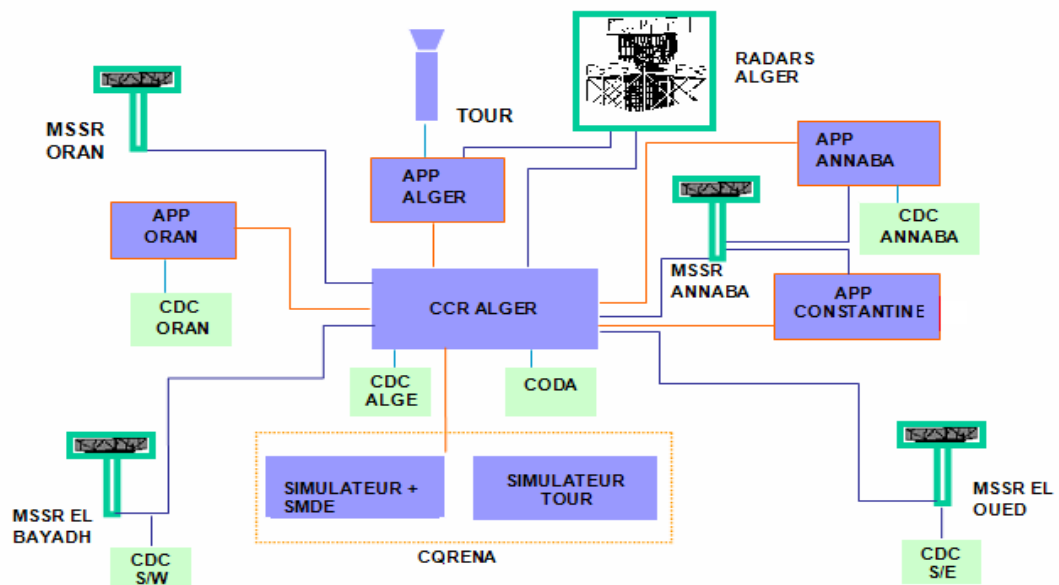 RADARS
ALGER
TOUR
MSSR
ORAN
APP
ALGER
APP
ANNABA
CDC
ANNABA
APP
ORAN
CDC
ORAN
MSSR
ANNABA
APP
CONSTANTINE
CCR ALGER
CDC
ALGE
CODA
SIMULATEUR +
SMDE
SIMULATEUR
TOUR
CQRENA
MSSR EL
BAYADH
CDC
S/W
MSSR EL
OUED
CDC
S/E